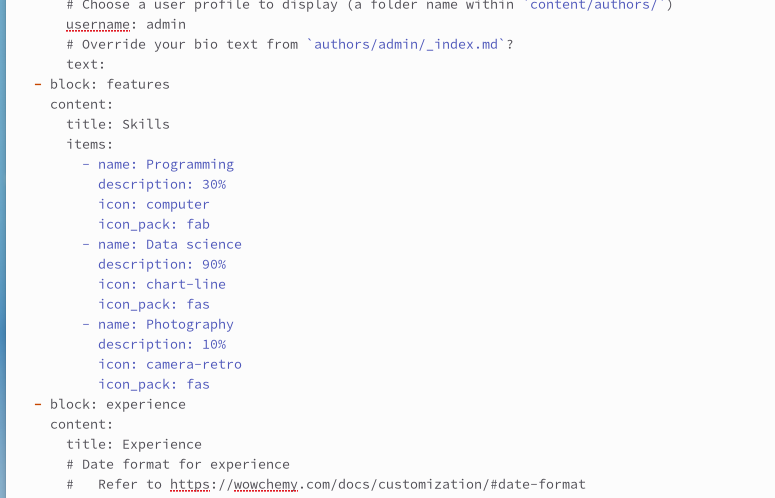 # Choose a user profile to display (a folder name within `content/authors/`)
username: admin
# Override your bio text from `authors/admin/_index.md`?
text:
- block: features
content:
title: Skills
items:
- name: Programming
description: 30%
icon: computer
icon_pack: fab
- name: Data science
description: 90%
icon: chart-line
icon_pack: fas
- name: Photography
description: 10%
icon: camera-retro
icon_pack: fas
- block: experience
content:
title: Experience
# Date format for experience
#   Refer to https://wowchemy.com/docs/customization/#date-format